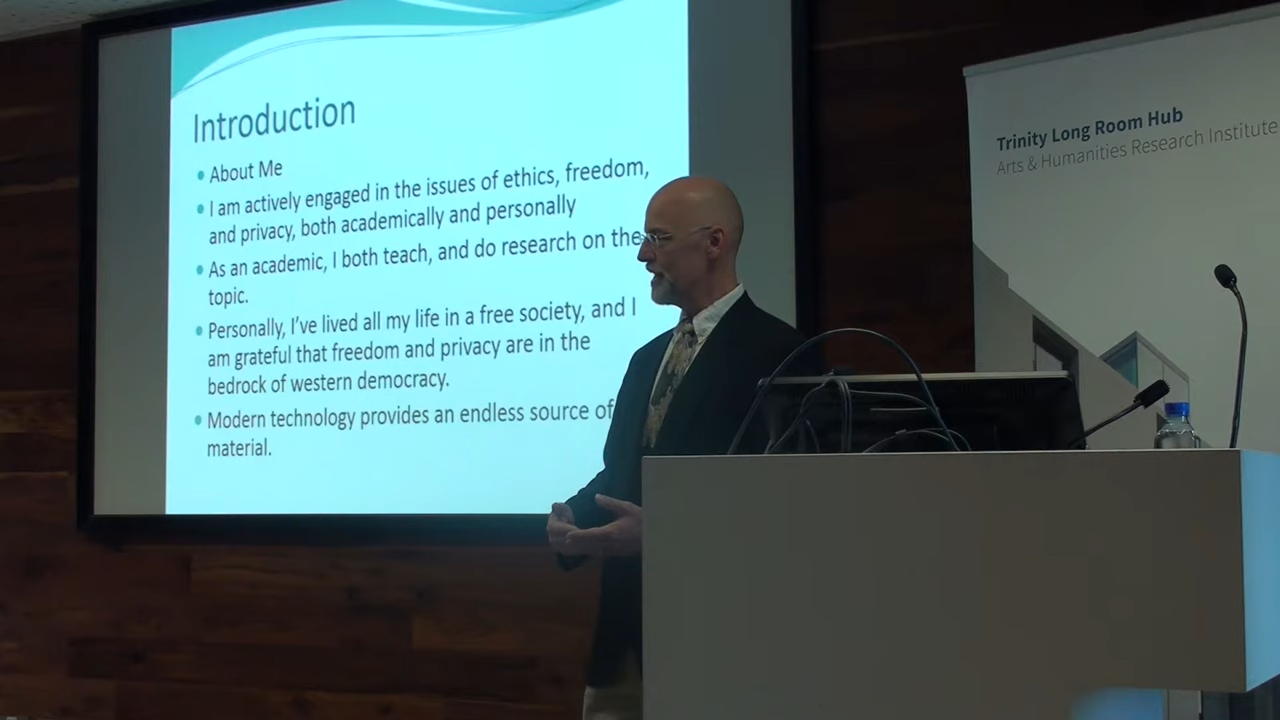 Introduction
About Me
I am actively engaged in the issues of ethics, freedom,
and privacy, both academically and personally
As an academic, I both teach, and do research on the
topic.
Personally, I've lived all my life in a free society, and I
am grateful that freedom and privacy are in the
bedrock of western democracy.
Modern technology provides an endless source of
material.
Trinity Long Room Hub
Arts & Humanities Research Institute